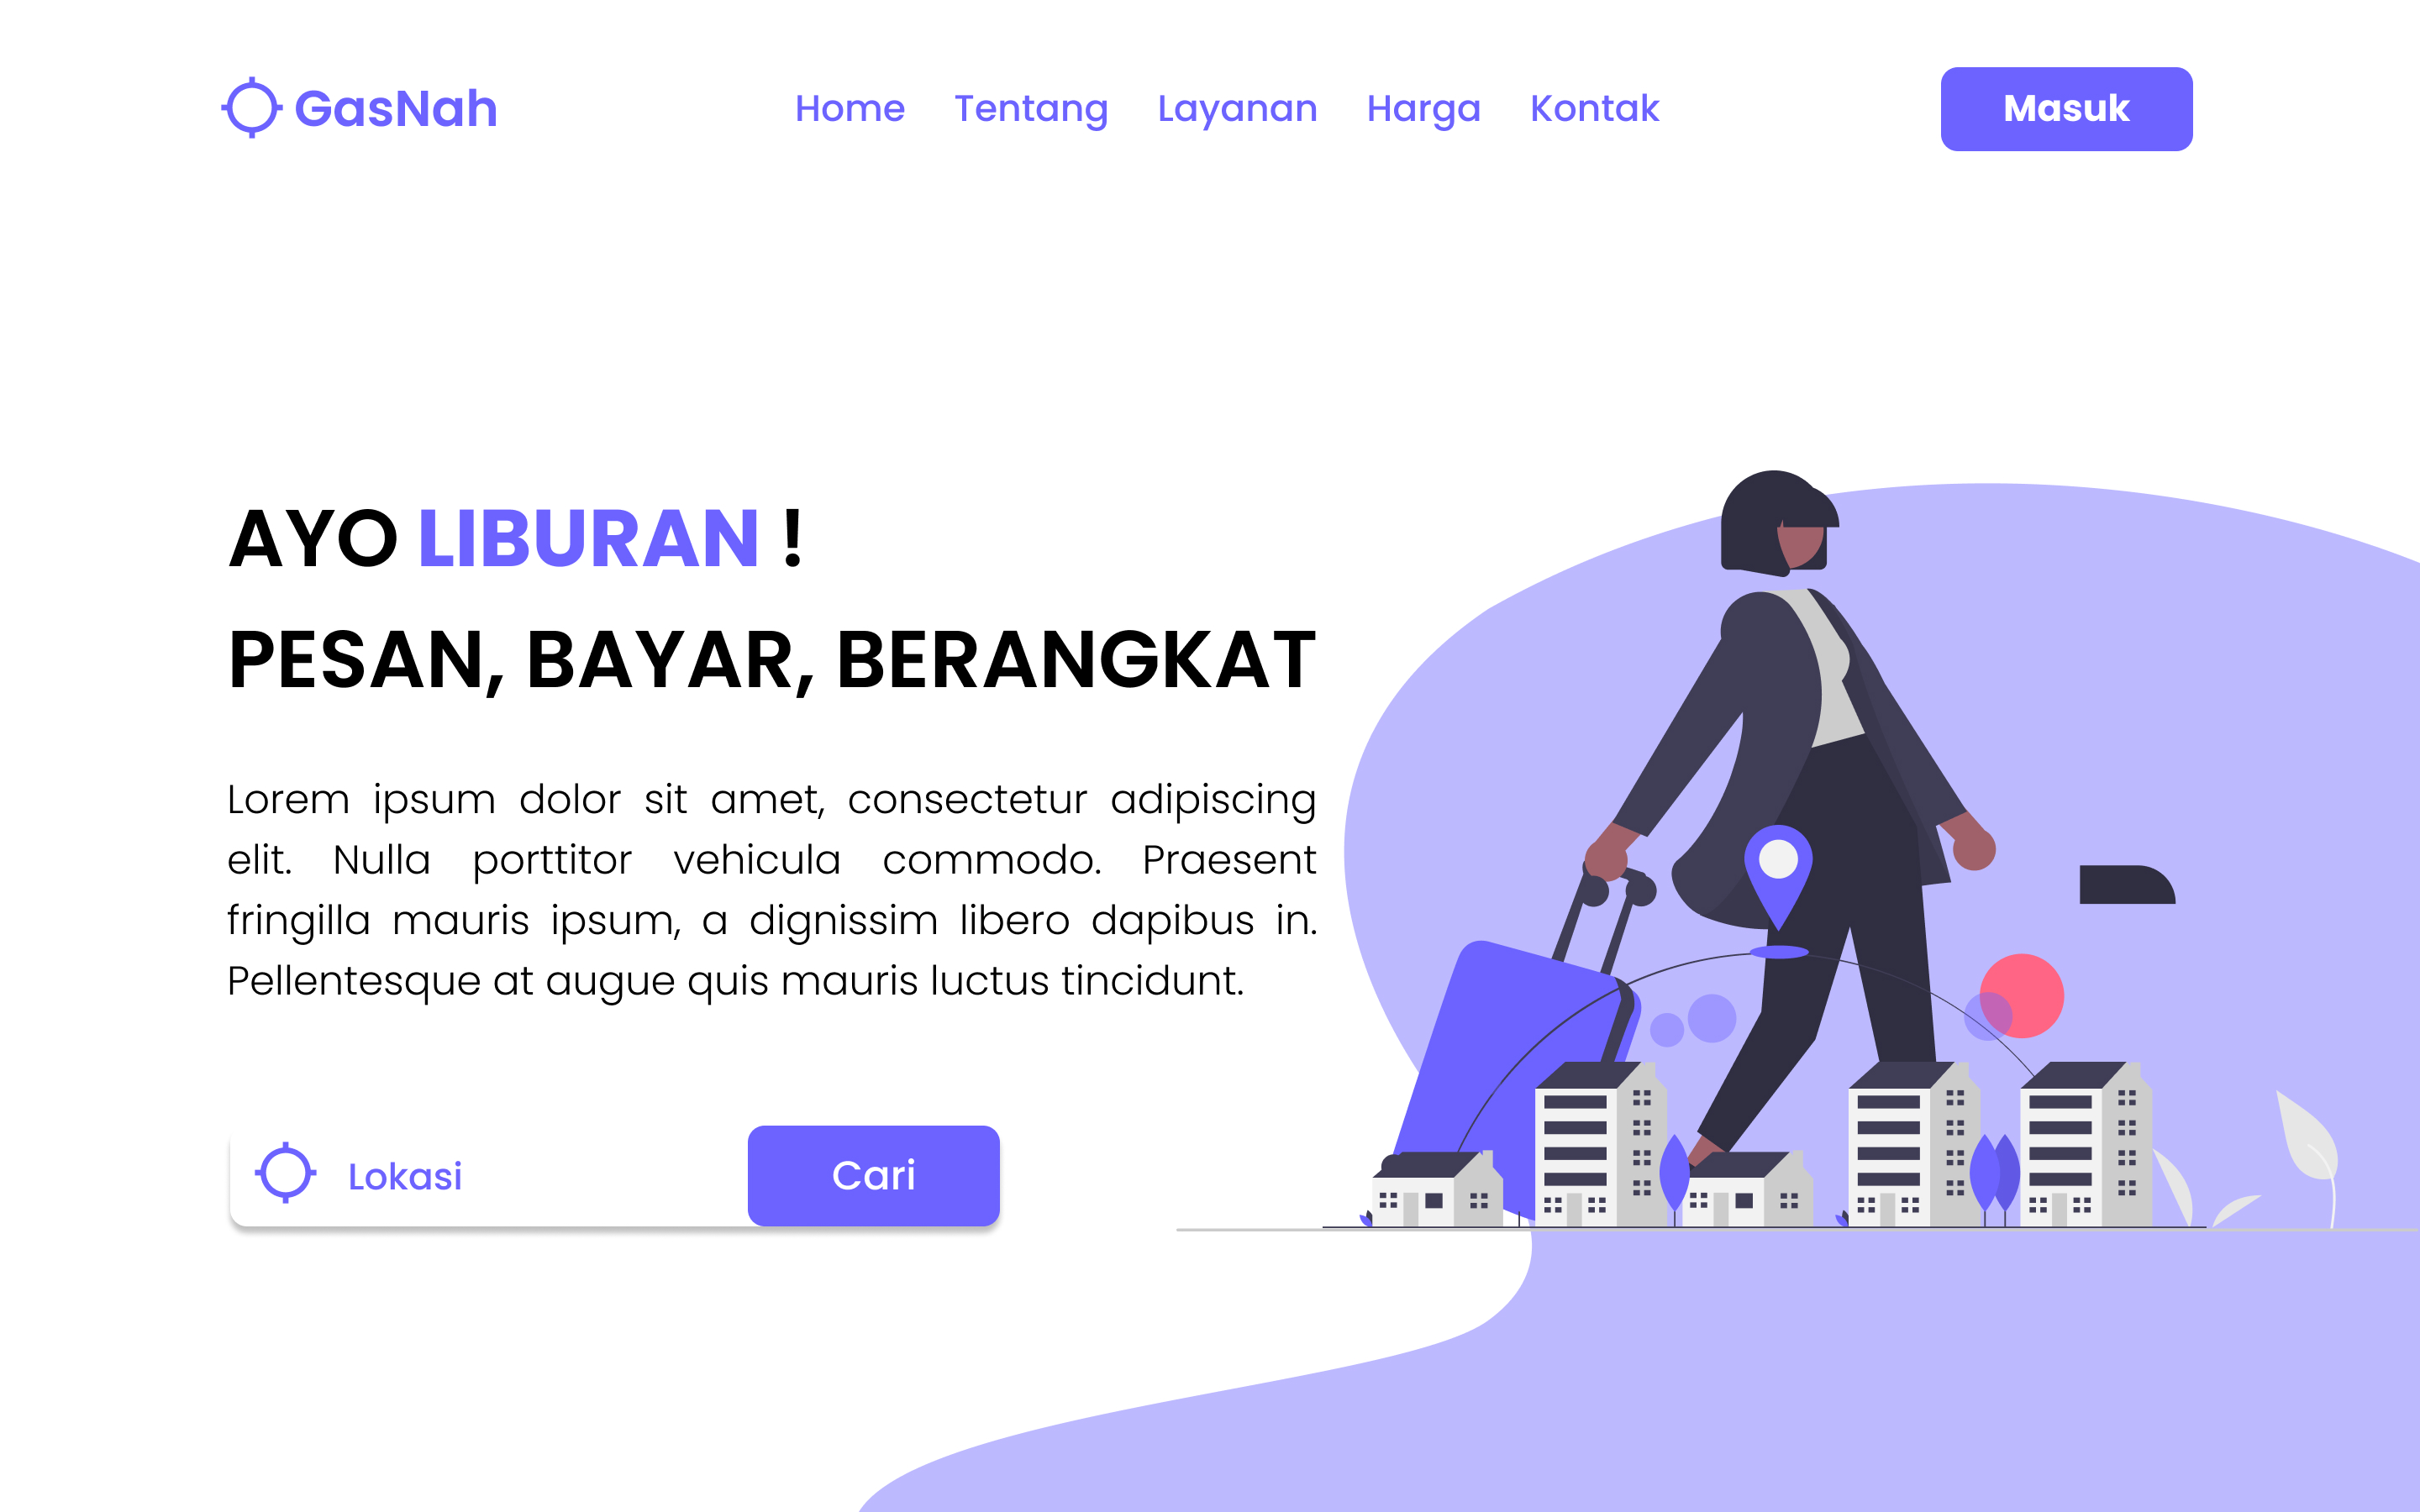 GasNah
Home Tentang Layanan Harga Kontak
Masuk
AYO LIBURAN !
PESAN, BAYAR, BERANGKAT
Lorem ipsum dolor sit amet, consectetur adipiscing
elit. Nulla porttitor vehicula commodo. Praesent
fringilla mauris ipsum, a dignissim libero dapibus in.
Pellentesque at augue quis mauris luctus tincidunt.
Lokasi
Cari